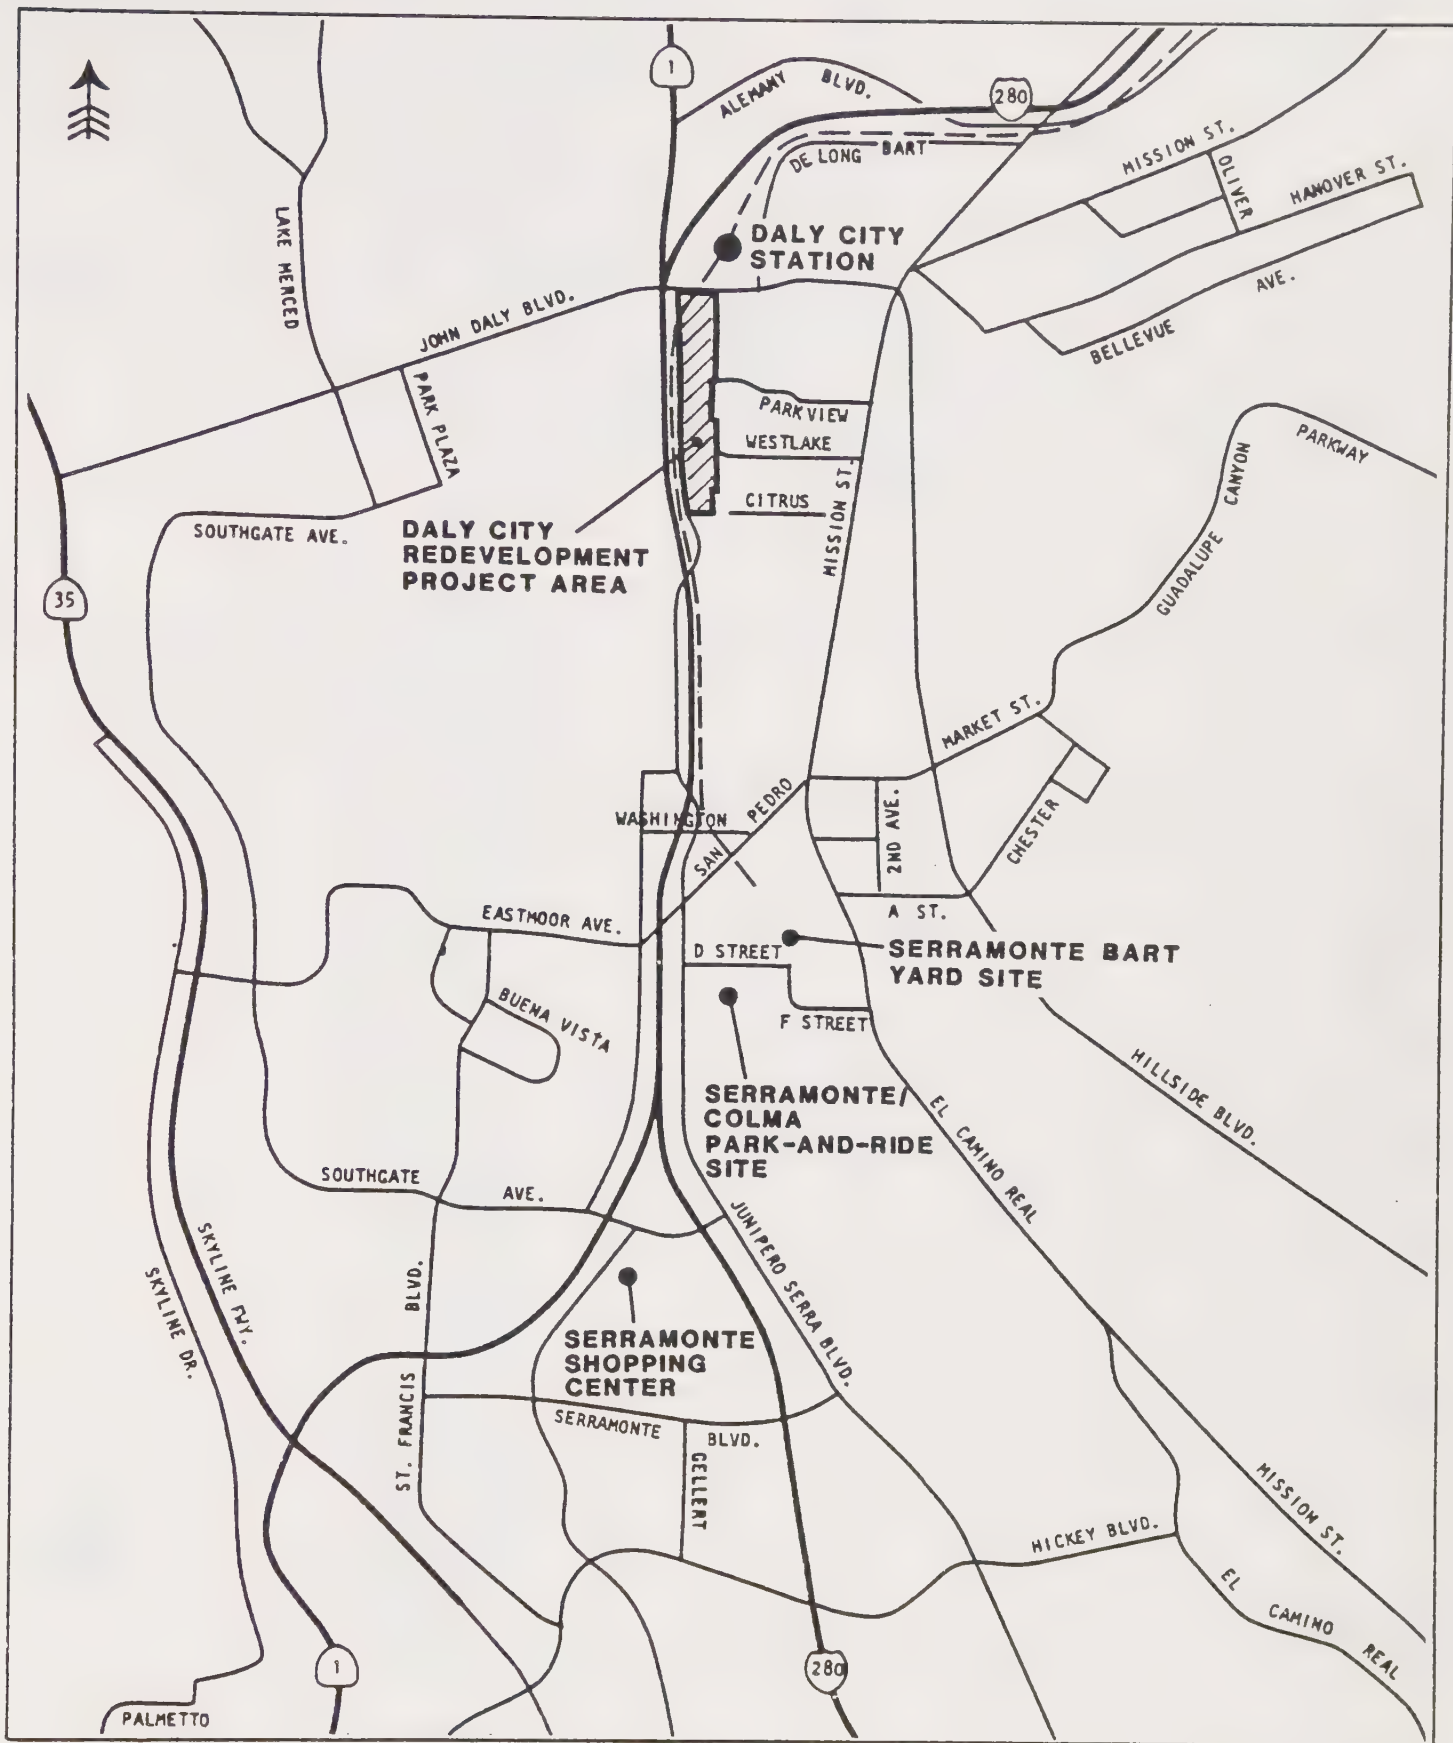 1
ALEMANY BLVD.
280
DE LONG BART
MISSION ST.
OLIVER
HANOVER ST.
LAKE MERCED
DALY CITY
STATION
AVE.
BELLEVUE
JOHN DALY BLVD.
PARK PLAZA
PARKVIEW
WESTLAKE
CITRUS
MISSION ST.
GUADALUPE CANYON PARKWAY
SOUTHGATE AVE.
DALY CITY
REDEVELOPMENT
PROJECT AREA
35
MARKET ST.
WASHINGTON
SAN PEDRO
2ND AVE.
CHESTER
A ST.
EASTMOOR AVE.
D STREET
SERRAMONTE BART
YARD SITE
BUENA VISTA
F STREET
HILLSIDE BLVD.
SERRAMONTE/
COLMA
PARK-AND-RIDE
SITE
EL CAMINO REAL
SOUTHGATE AVE.
JUNIPERO SERRA BLVD.
SKYLINE FWY.
SKYLINE DR.
ST. FRANCIS BLVD.
SERRAMONTE
SHOPPING
CENTER
SERRAMONTE BLVD.
GELLERT
HICKEY BLVD.
MISSION ST.
EL CAMINO REAL
1
280
PALMETTO